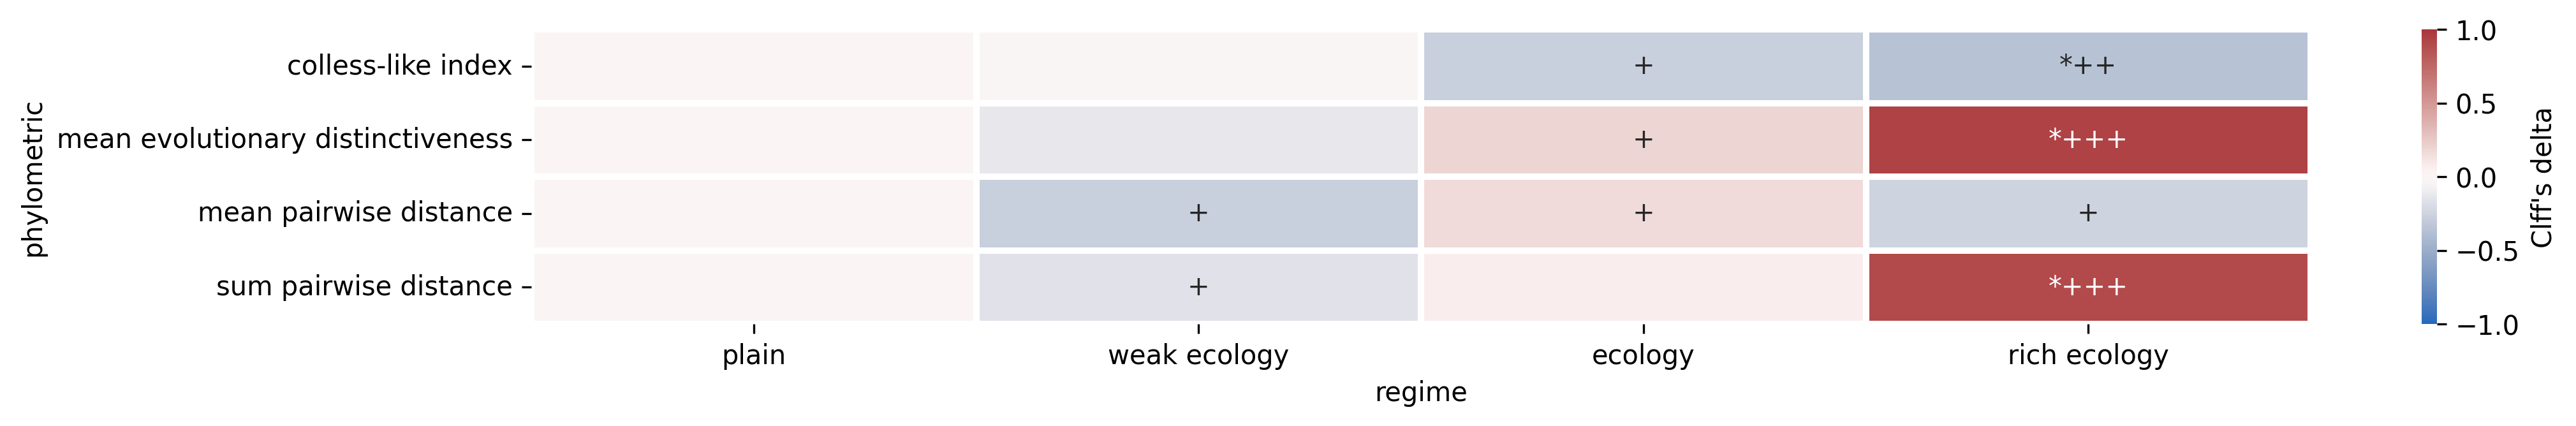 phylometric
colless-like index
+
*++
mean evolutionary distinctiveness
+
*+++
mean pairwise distance
+
+
+
sum pairwise distance
+
*+++
plain
weak ecology
ecology
rich ecology
regime
1.0
0.5
0.0
−0.5
−1.0
Clff's delta